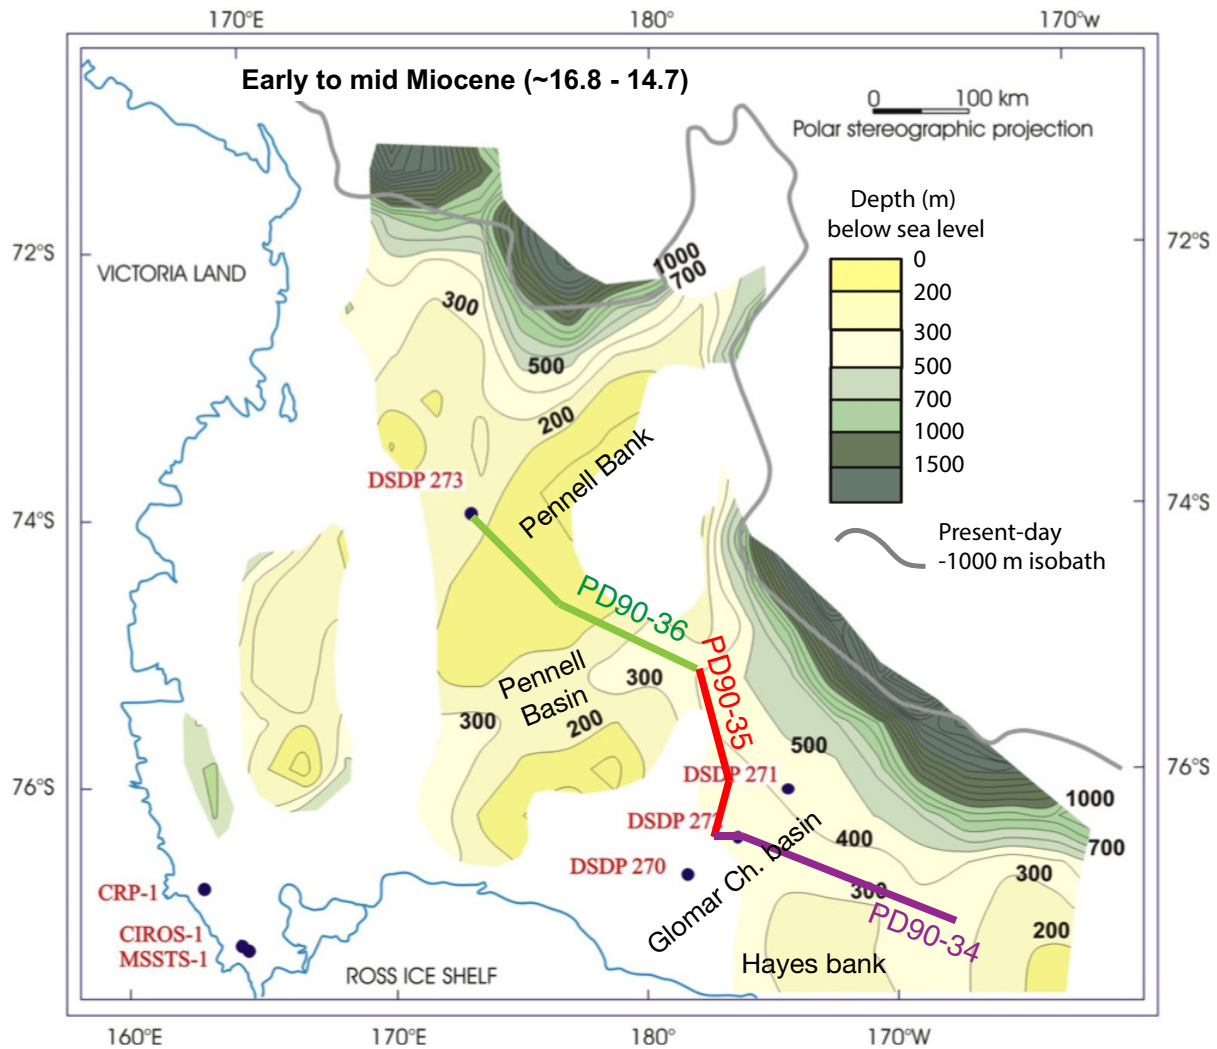 170°E 180° 170°W
Early to mid Miocene (~16.8 - 14.7)
0 100 km
Polar stereographic projection
Depth (m)
below sea level
0
200
300
500
700
1000
1500
72°S
72°S
VICTORIA LAND
1000
700
300
500
200
Pennell Bank
DSDP 273
74°S
74°S
Present-day
-1000 m isobath
PD90-36
PD90-35
Pennell
Basin
300
300
200
500
76°S
76°S
DSDP 271
1000
DSDP 272
400
700
DSDP 270
Glomar Ch. basin
300
300
CRP-1
PD90-34
200
CIROS-1
MSSTS-1
Hayes bank
ROSS ICE SHELF
160°E 170°E 180° 170°W